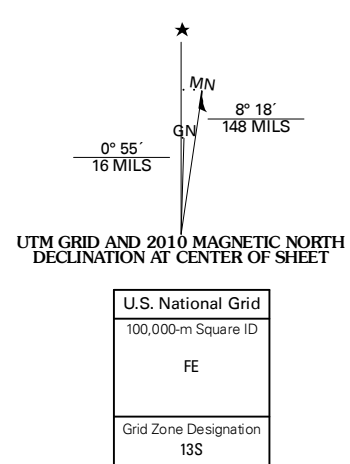 MN
8° 18´
148 MILS
GN
0° 55´
16 MILS
UTM GRID AND 2010 MAGNETIC NORTH
DECLINATION AT CENTER OF SHEET
U.S. National Grid
100,000-m Square ID
FE
Grid Zone Designation
13S